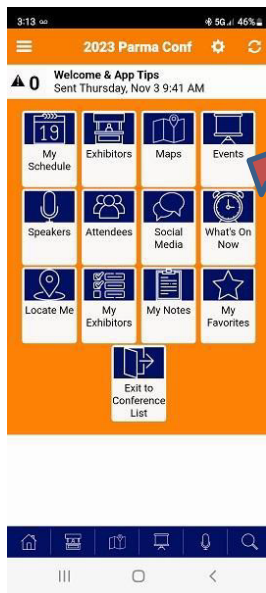 3:13
5G 46%
2023 Parma Conf
0
Welcome & App Tips
Sent Thursday, Nov 3 9:41 AM
19
My Schedule
Exhibitors
Maps
Events
Speakers
Attendees
Social Media
What's On Now
Locate Me
My Exhibitors
My Notes
My Favorites
Exit to Conference List